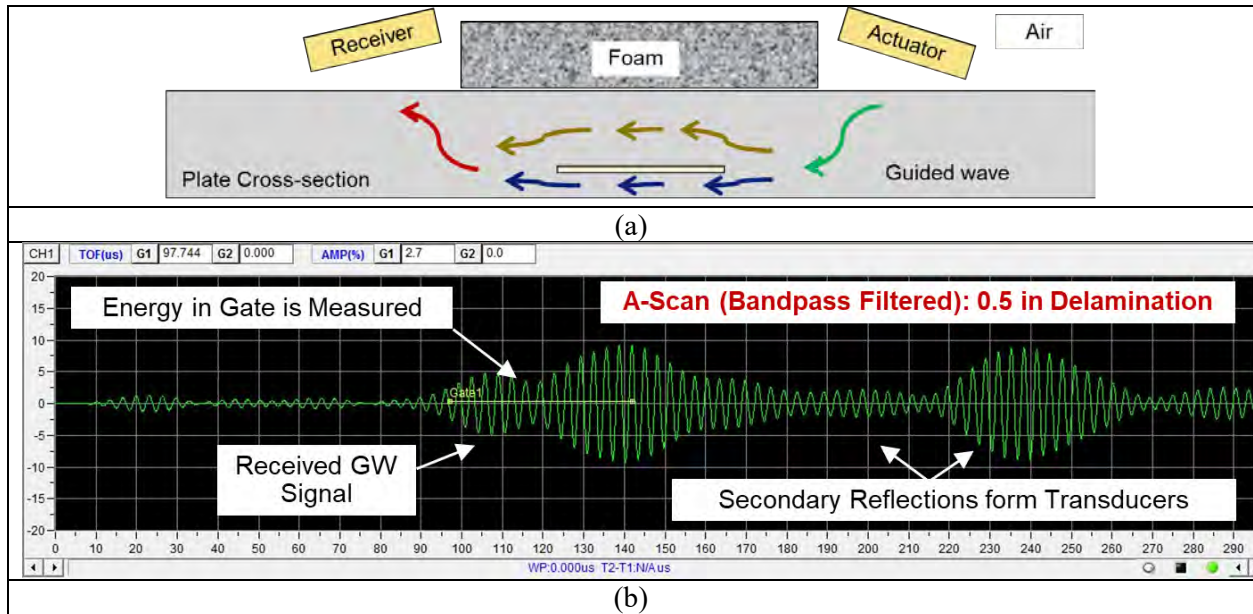 Receiver
Foam
Actuator
Air
Plate Cross-section
Guided wave
(a)
CH1 TOF(us) G1 97.744 G2 0.000 AMP(%) G1 2.7 G2 0.0
20
15
10
5
0
-5
-10
-15
-20
Energy in Gate is Measured
A-Scan (Bandpass Filtered): 0.5 in Delamination
Gate1
Received GW
Signal
Secondary Reflections form Transducers
0 10 20 30 40 50 60 70 80 90 100 110 120 130 140 150 160 170 180 190 200 210 220 230 240 250 260 270 280 290
WP:0.000us T2-T1:N/A us
(b)